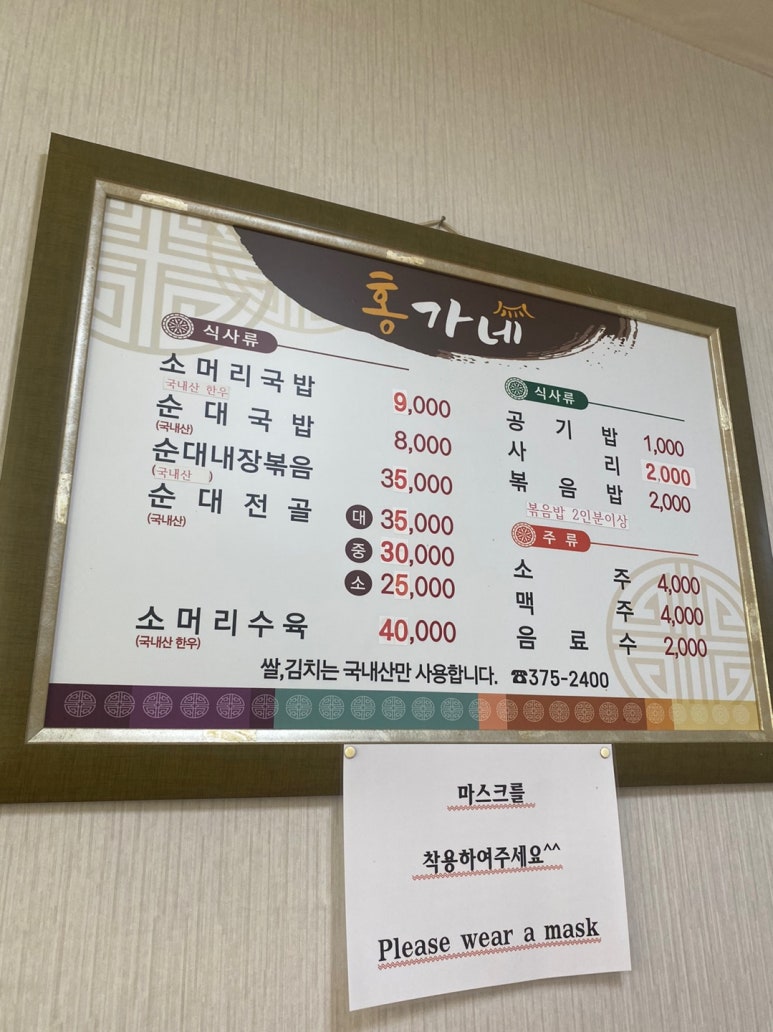 홍가네
식사류
소머리국밥 9,000
국내산 한우
순대국밥 8,000
(국내산)
순대내장볶음 35,000
(국내산)
순대전골 대 35,000
(국내산)
중 30,000
소 25,000
소머리수육 40,000
(국내산 한우)
식사류
공기밥 1,000
사리 2,000
볶음밥 2,000
볶음밥 2인분이상
주류
소주 4,000
맥주 4,000
음료수 2,000
쌀,김치는 국내산만 사용합니다. ☎375-2400
마스크를
착용하여주세요^^
Please wear a mask